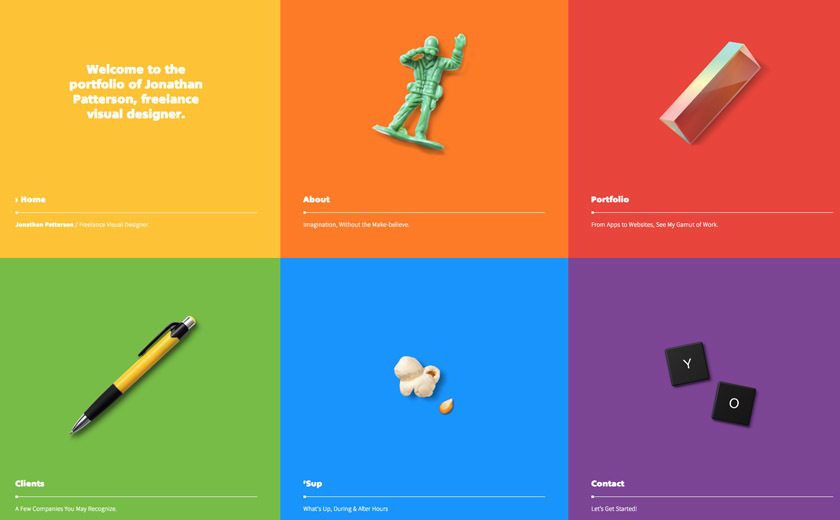 Welcome to the
portfolio of Jonathan
Patterson, freelance
visual designer.
› Home
Jonathan Patterson / Freelance Visual Designer
About
Imagination, Without the Make-believe.
Portfolio
From Apps to Websites, See My Gamut of Work.
Clients
A Few Companies You May Recognize.
'Sup
What's Up, During & After Hours
Y
O
Contact
Let's Get Started!